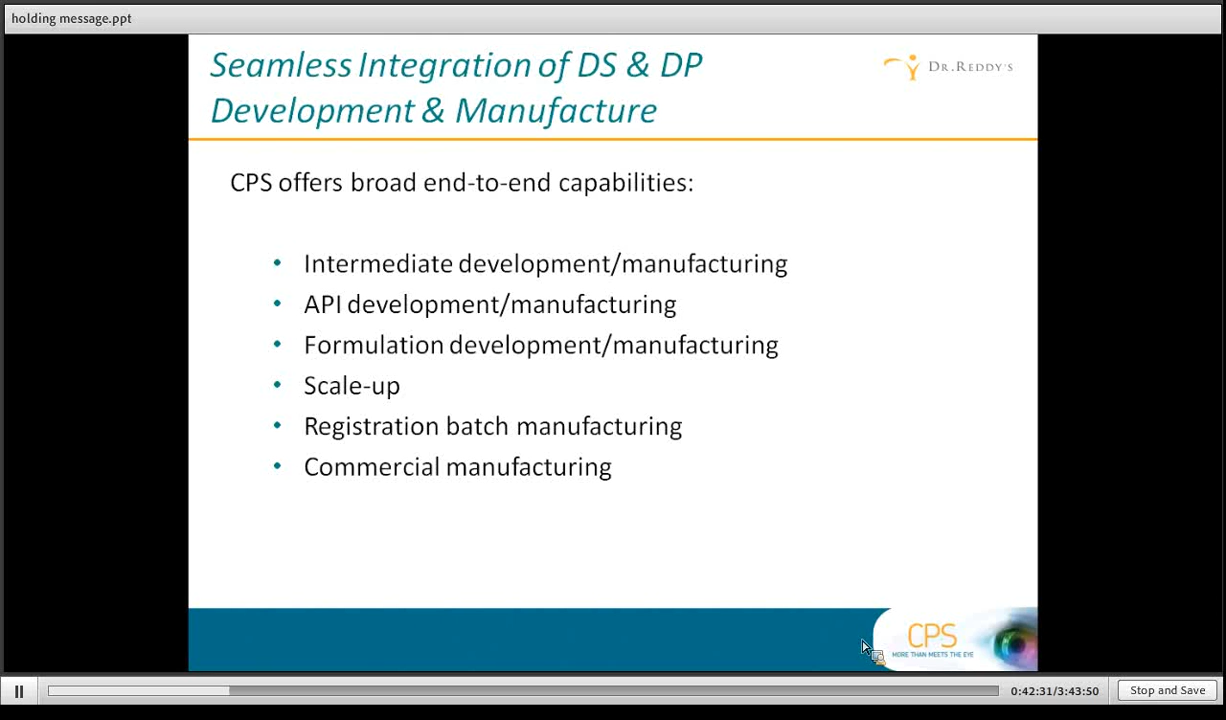 holding message.ppt
Seamless Integration of DS & DP
Development & Manufacture
DR.REDDY'S
CPS offers broad end-to-end capabilities:
• Intermediate development/manufacturing
• API development/manufacturing
• Formulation development/manufacturing
• Scale-up
• Registration batch manufacturing
• Commercial manufacturing
CPS
MORE THAN MEETS THE EYE
0:42:31/3:43:50
Stop and Save